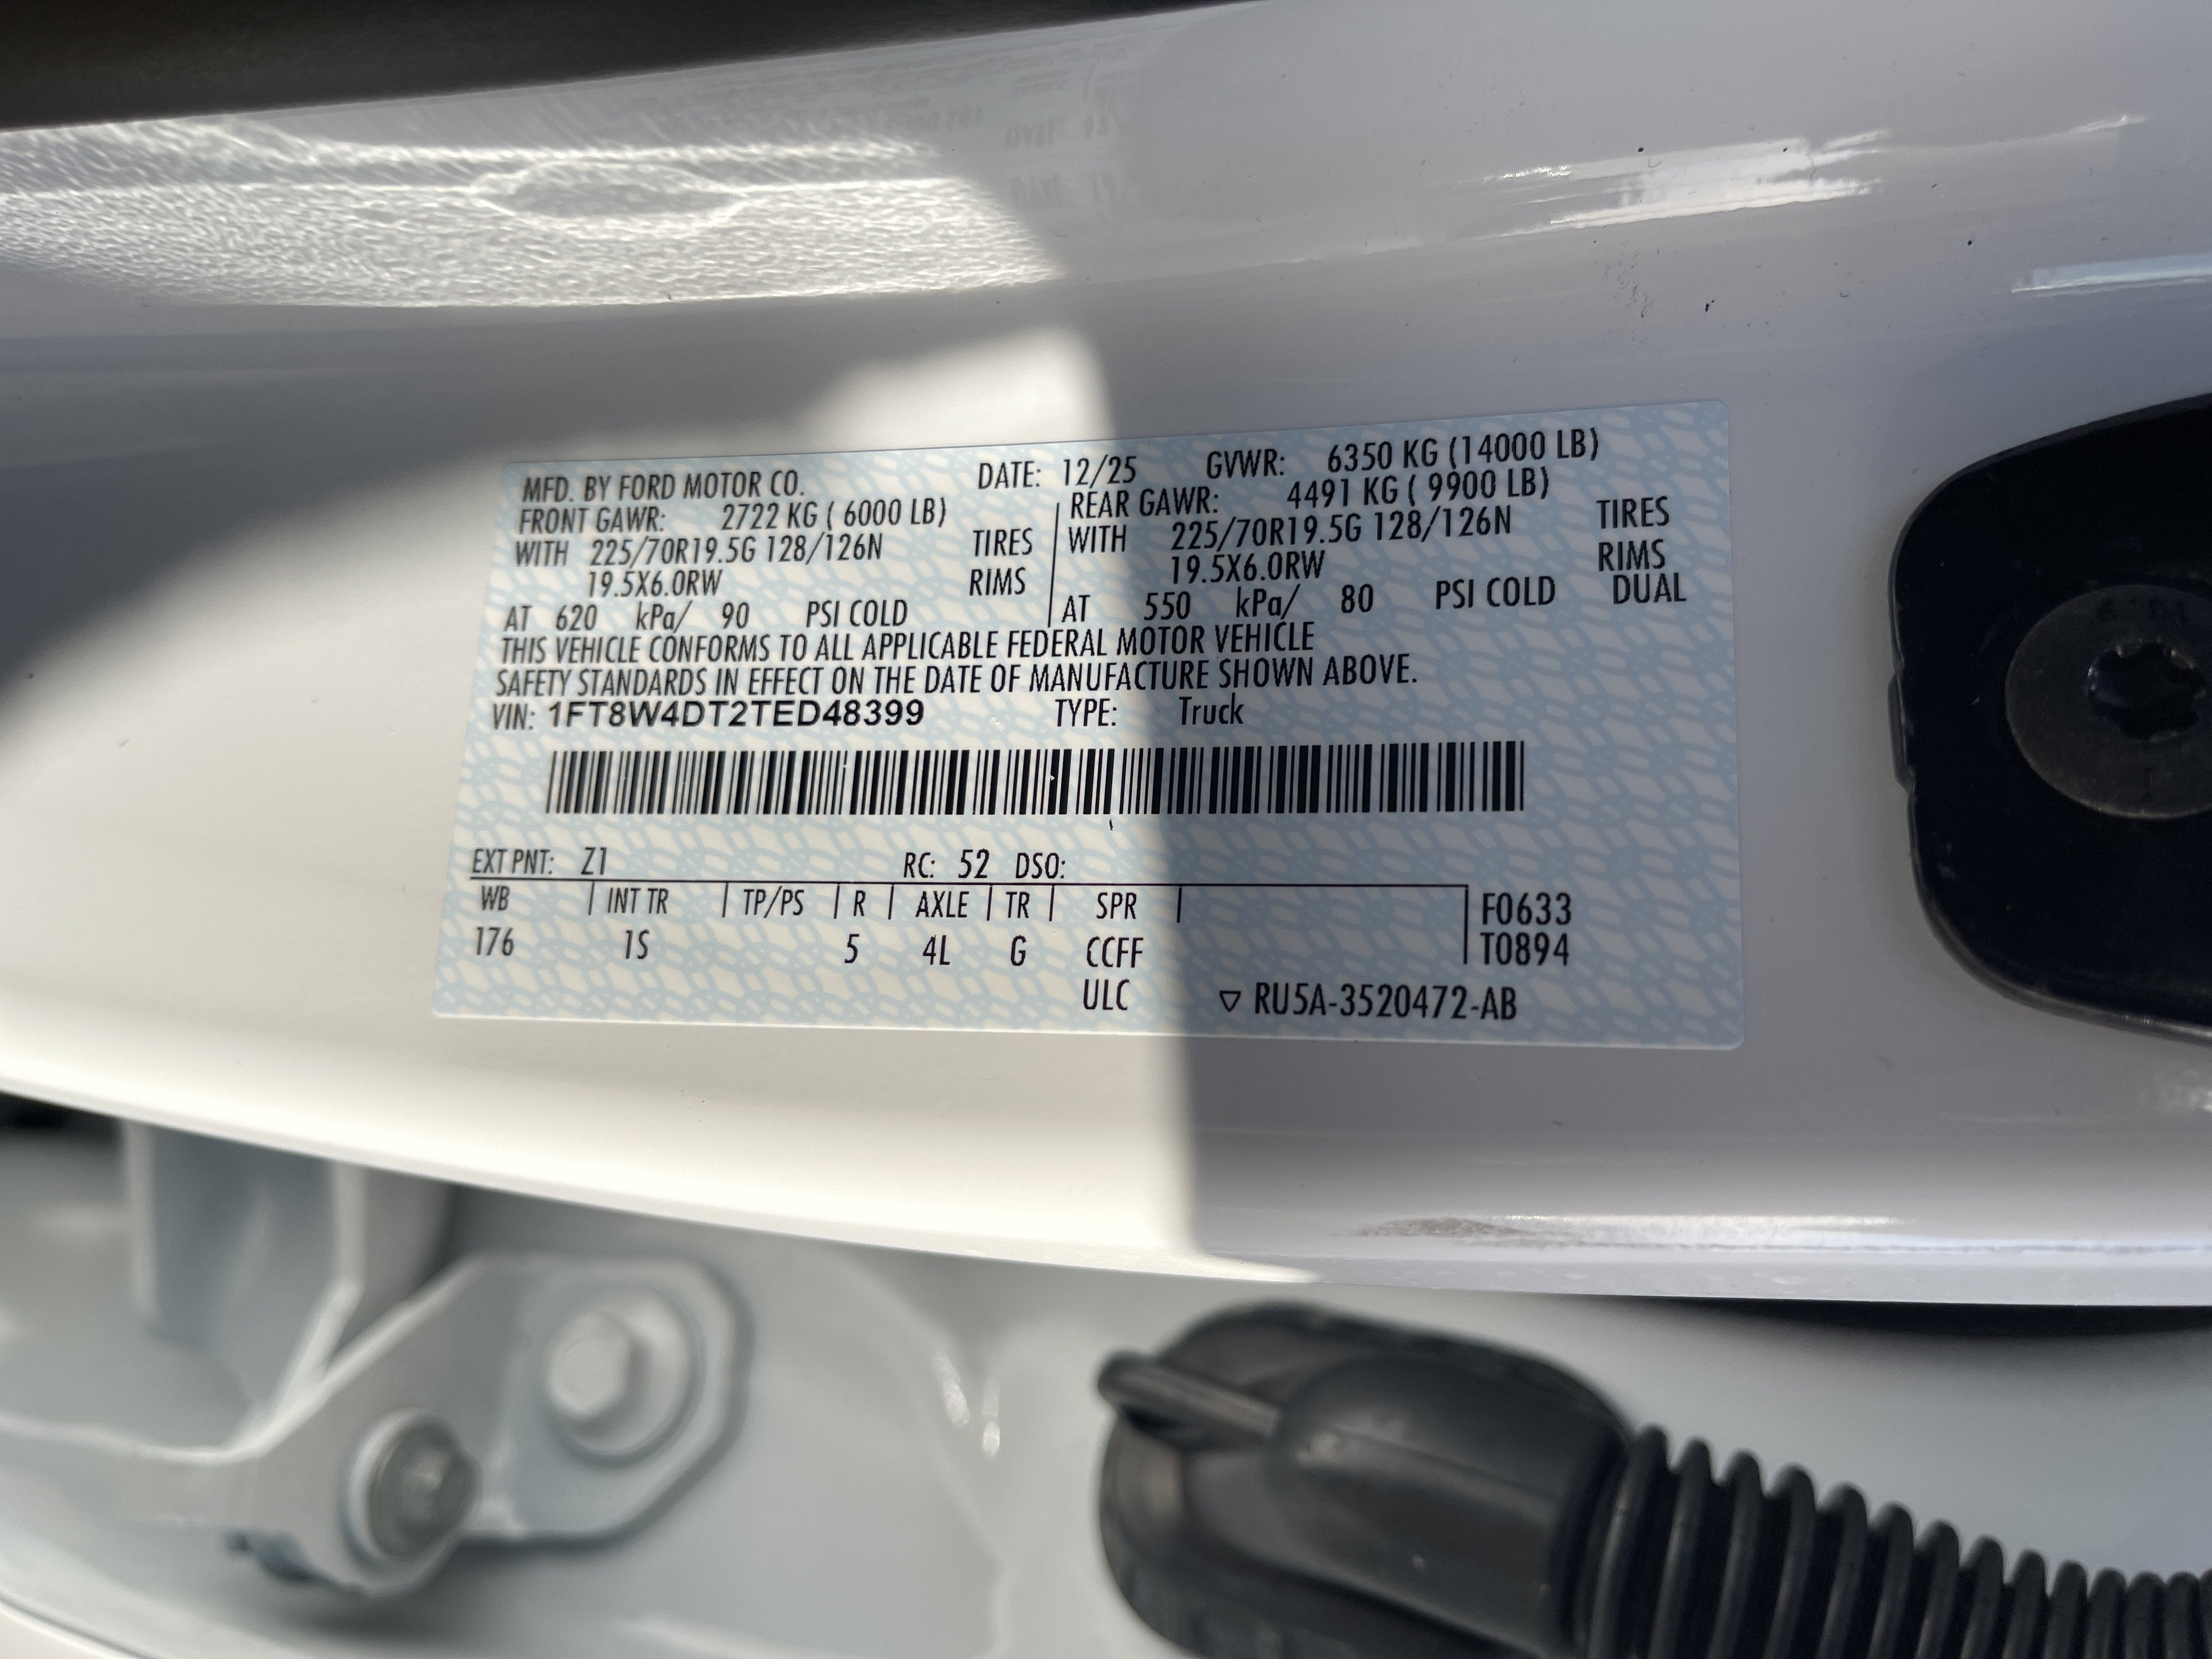 MFD. BY FORD MOTOR CO. DATE: 12/25 GVWR: 6350 KG (14000 LB)
FRONT GAWR: 2722 KG ( 6000 LB) REAR GAWR: 4491 KG ( 9900 LB)
WITH 225/70R19.5G 128/126N TIRES WITH 225/70R19.5G 128/126N TIRES
19.5X6.0RW RIMS 19.5X6.0RW RIMS
AT 620 kPa/ 90 PSI COLD AT 550 kPa/ 80 PSI COLD DUAL
THIS VEHICLE CONFORMS TO ALL APPLICABLE FEDERAL MOTOR VEHICLE
SAFETY STANDARDS IN EFFECT ON THE DATE OF MANUFACTURE SHOWN ABOVE.
VIN: 1FT8W4DT2TED48399 TYPE: Truck
EXT PNT: Z1 RC: 52 DSO:
WB INT TR TP/PS R AXLE TR SPR F0633
176 1S 5 4L G CCFF T0894
ULC ▽ RU5A-3520472-AB